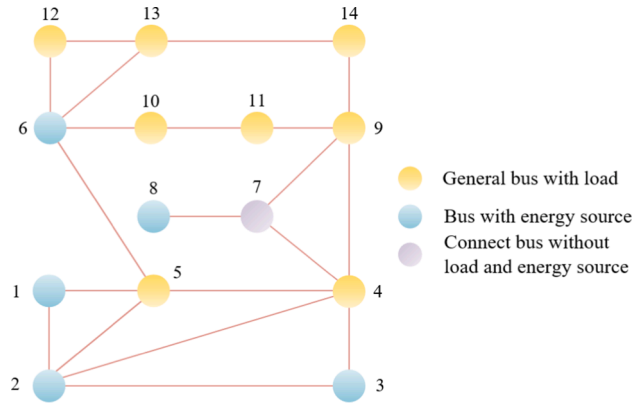 12 13 14
10 11
6 9
8 7
5
1 4
2 3
General bus with load
Bus with energy source
Connect bus without
load and energy source